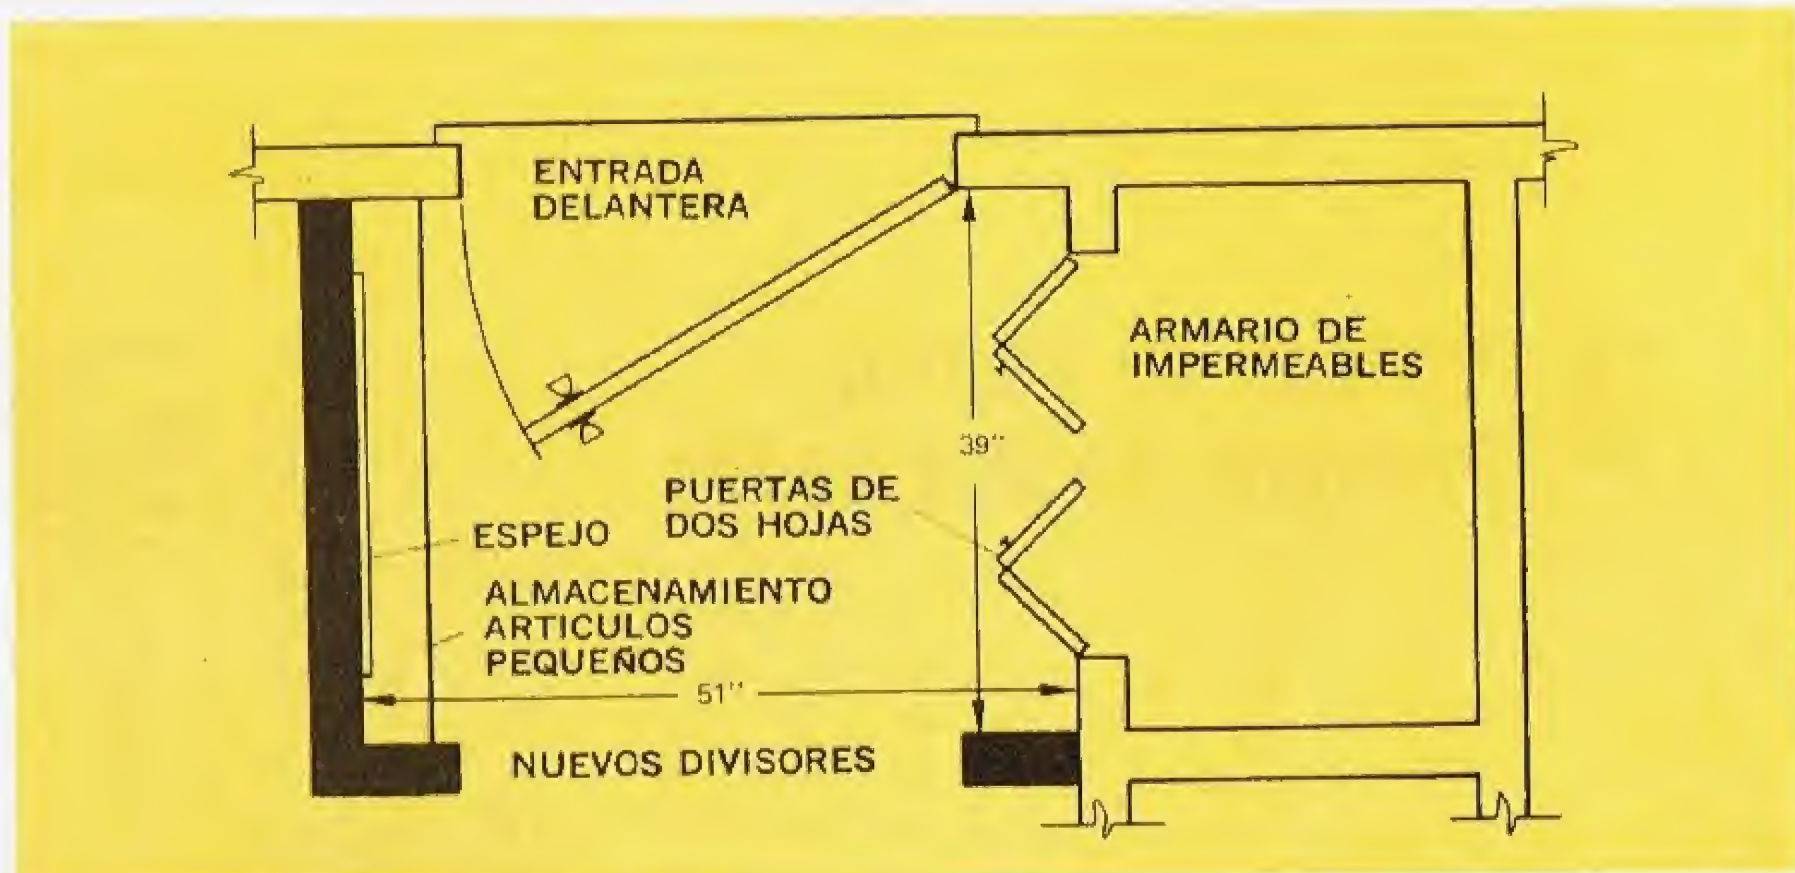 ENTRADA
DELANTERA
ARMARIO DE
IMPERMEABLES
39"
PUERTAS DE
DOS HOJAS
ESPEJO
ALMACENAMIENTO
ARTICULOS
PEQUEÑOS
51"
NUEVOS DIVISORES